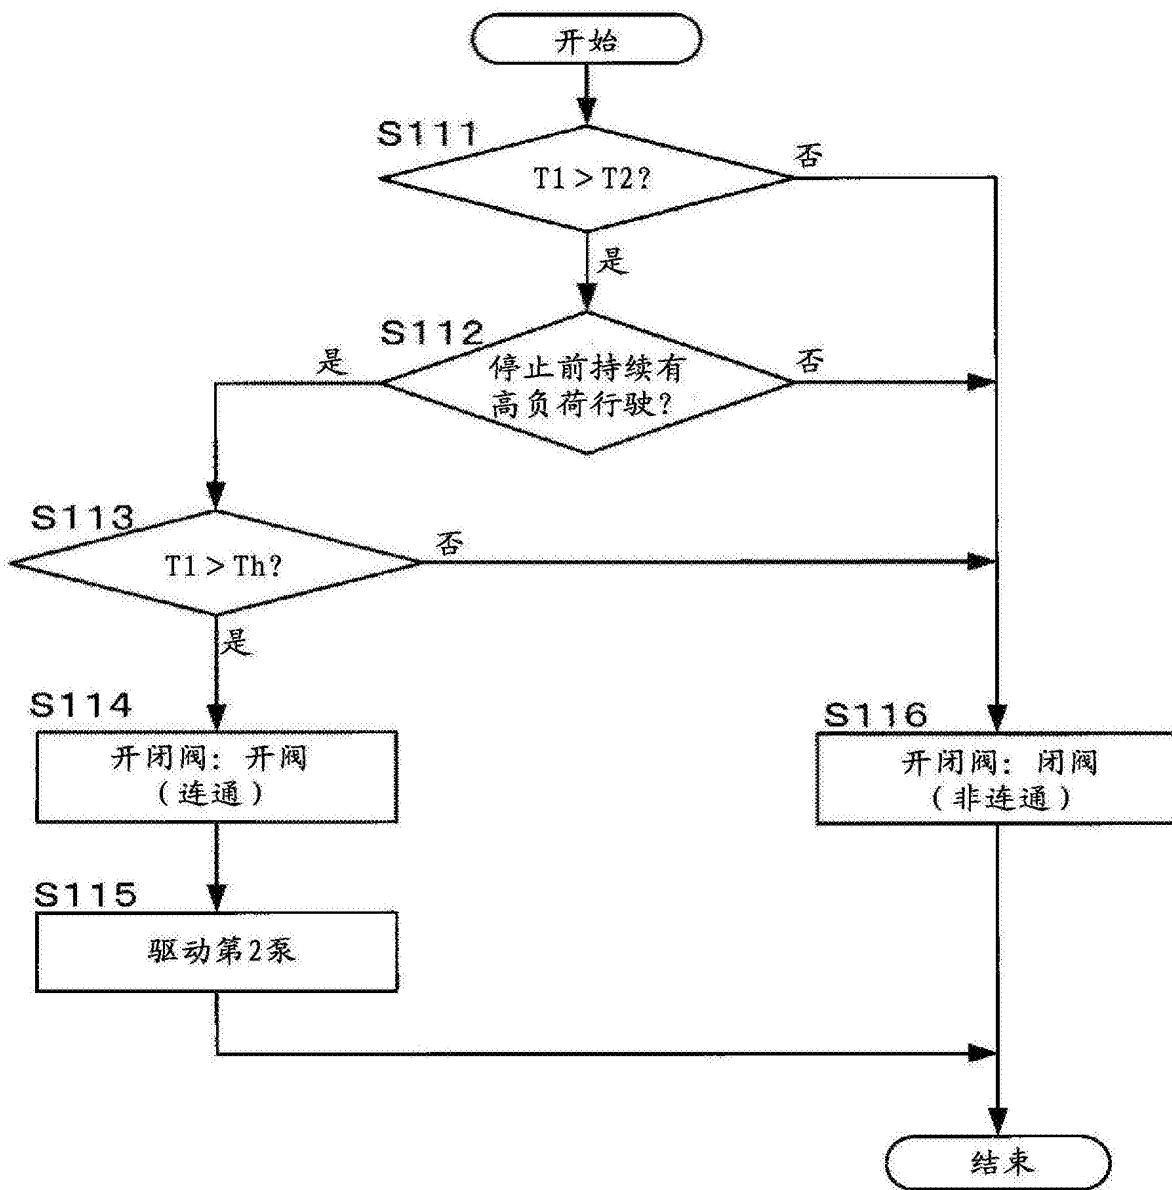 开始
S111
T1＞T2?
否
是
S112
停止前持续有
高负荷行驶？
是
否
S113
T1＞Th?
否
是
S114
开闭阀：开阀
（连通）
S116
开闭阀：闭阀
（非连通）
S115
驱动第2泵
结束